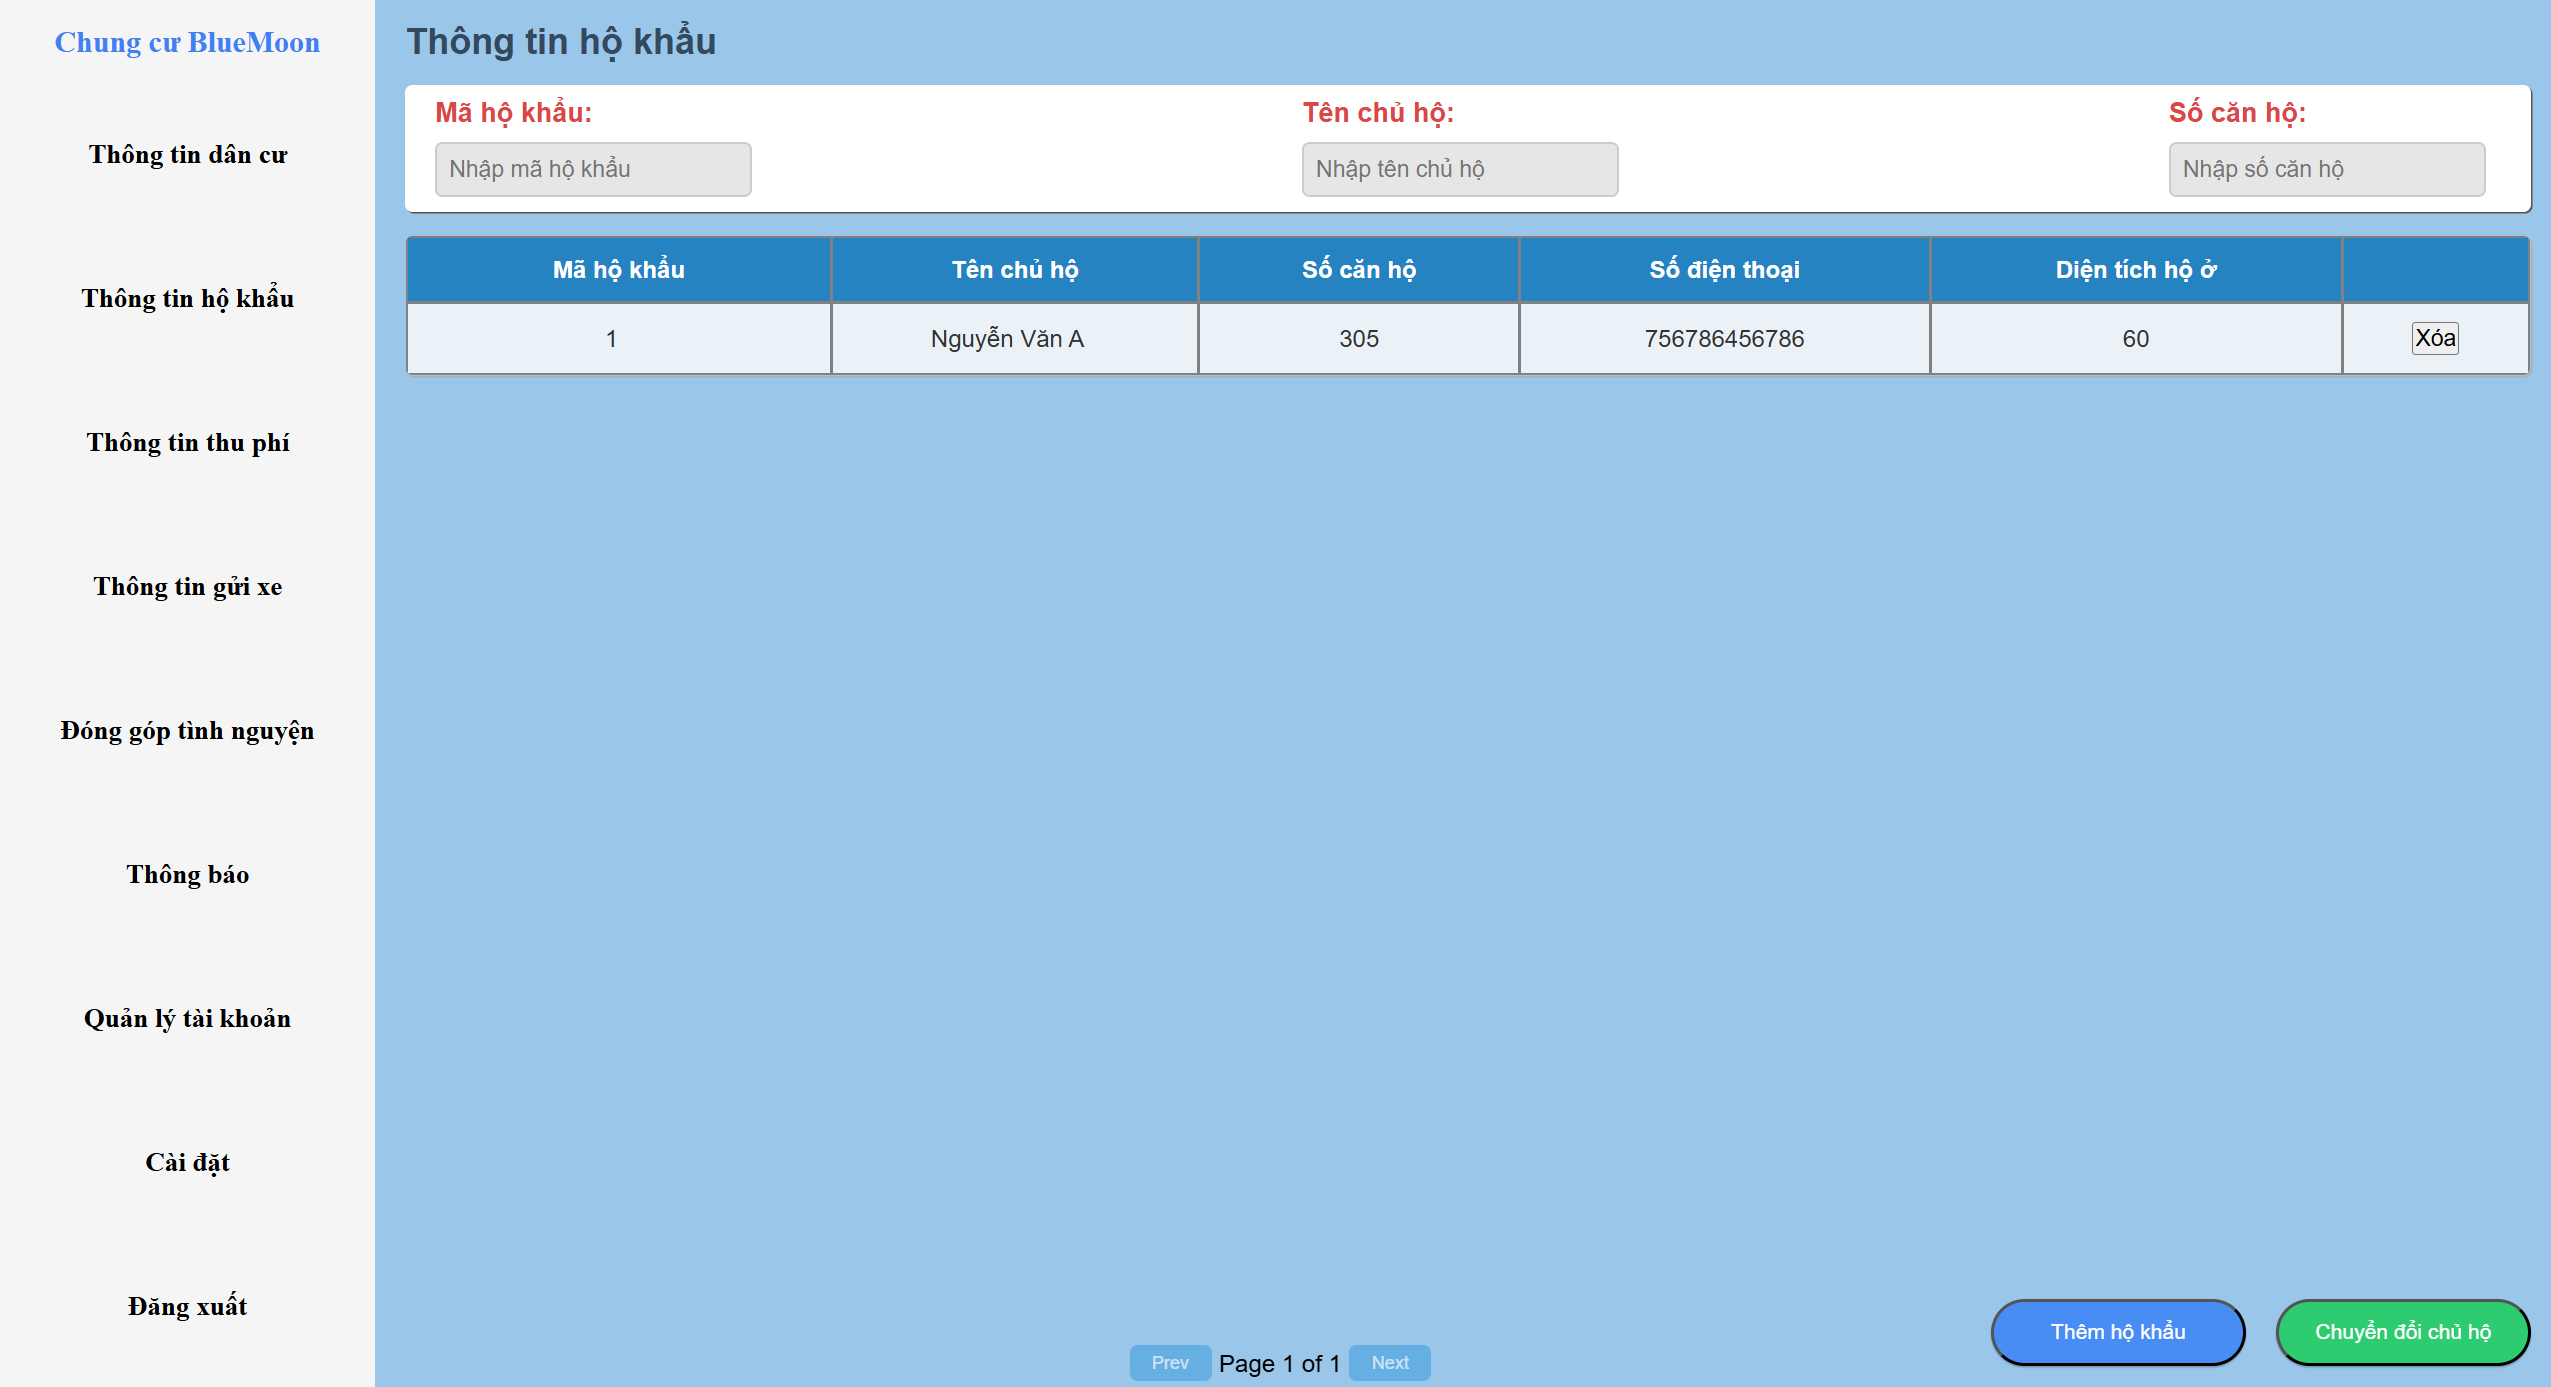 Chung cư BlueMoon
Thông tin dân cư
Thông tin hộ khẩu
Thông tin thu phí
Thông tin gửi xe
Đóng góp tình nguyện
Thông báo
Quản lý tài khoản
Cài đặt
Đăng xuất
Thông tin hộ khẩu
Mã hộ khẩu: Tên chủ hộ: Số căn hộ:
Nhập mã hộ khẩu Nhập tên chủ hộ Nhập số căn hộ
Mã hộ khẩu Tên chủ hộ Số căn hộ Số điện thoại Diện tích hộ ở
1 Nguyễn Văn A 305 756786456786 60 Xóa
Thêm hộ khẩu Chuyển đổi chủ hộ
Prev Page 1 of 1 Next